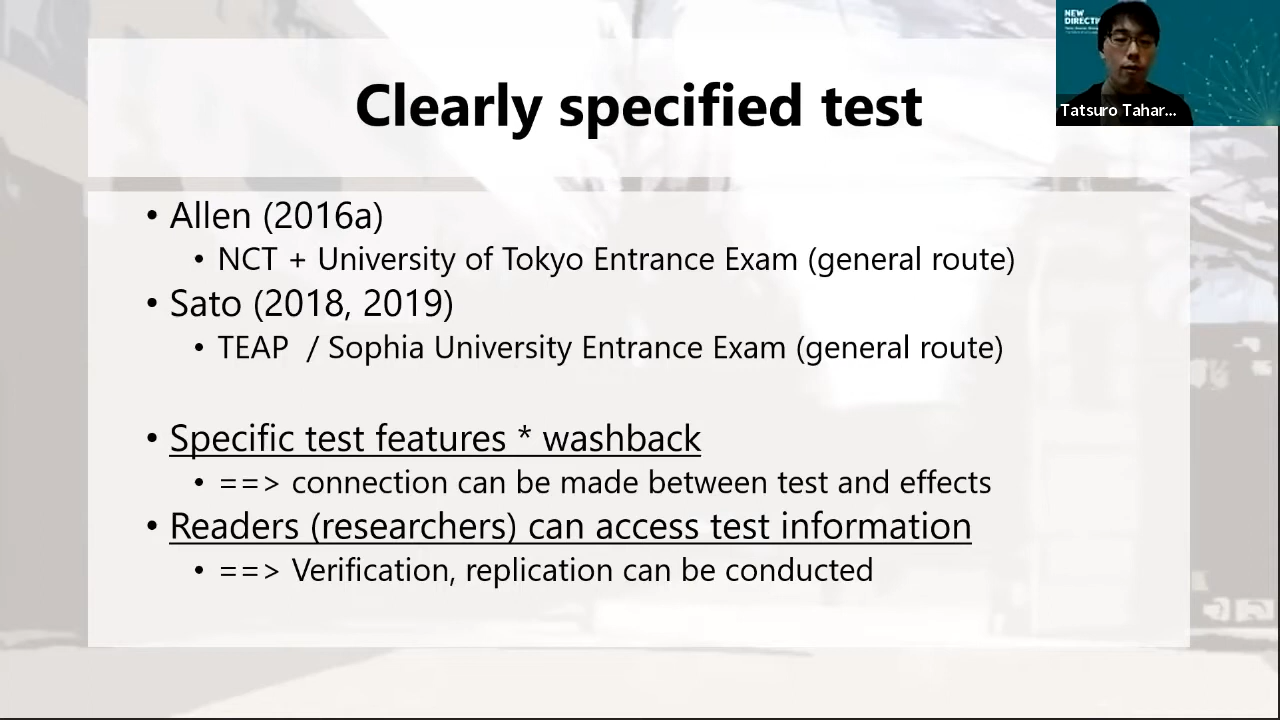 Clearly specified test
NEW
Tatsuro Tahar...
• Allen (2016a)
• NCT + University of Tokyo Entrance Exam (general route)
• Sato (2018, 2019)
• TEAP / Sophia University Entrance Exam (general route)
• Specific test features * washback
• ==> connection can be made between test and effects
• Readers (researchers) can access test information
• ==> Verification, replication can be conducted